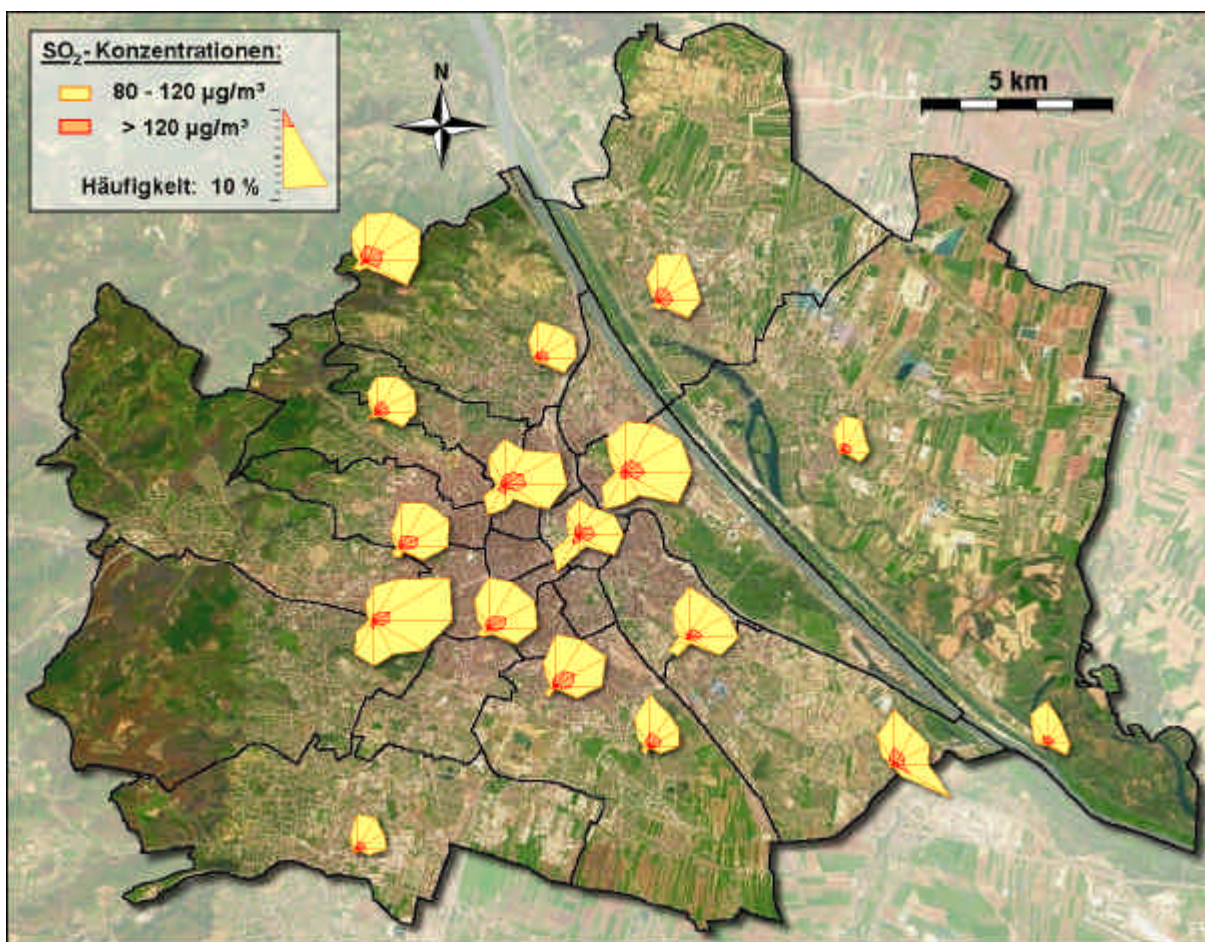 SO₂- Konzentrationen:
80 - 120 µg/m³
> 120 µg/m³
Häufigkeit: 10 %
N
5 km